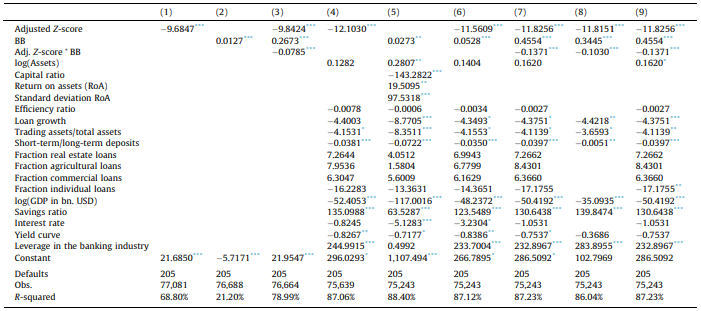 (1) (2) (3) (4) (5) (6) (7) (8) (9)
Adjusted Z-score −9.6847*** −9.8424*** −12.1030*** −11.5609*** −11.8256*** −11.8151*** −11.8256***
BB 0.0127*** 0.2673*** 0.0273** 0.0528*** 0.4554*** 0.3445*** 0.4554***
Adj. Z-score * BB −0.0785*** −0.1371*** −0.1030*** −0.1371***
log(Assets) 0.1282 0.2807** 0.1404 0.1620 0.1620*
Capital ratio −143.2822***
Return on assets (RoA) 19.5095**
Standard deviation RoA 97.5318***
Efficiency ratio −0.0078 −0.0006 −0.0034 −0.0027 −0.0027
Loan growth −4.4003 −8.7705*** −4.3493* −4.3751* −4.4218** −4.3751***
Trading assets/total assets −4.1531* −8.3511*** −4.1553* −4.1139* −3.6593* −4.1139**
Short-term/long-term deposits −0.0381*** −0.0722*** −0.0350*** −0.0397*** −0.0051** −0.0397***
Fraction real estate loans 7.2644 4.0512 6.9943 7.2662 7.2662
Fraction agricultural loans 7.9536 1.5804 6.7799 8.4301 8.4301
Fraction commercial loans 6.3047 5.6009 6.1629 6.3660 6.3660
Fraction individual loans −16.2283 −13.3631 −14.3651 −17.1755 −17.1755**
log(GDP in bn. USD) −52.4053*** −117.0016*** −48.2372*** −50.4192*** −35.0935*** −50.4192***
Savings ratio 135.0988*** 63.5287*** 123.5489*** 130.6438*** 139.8474*** 130.6438***
Interest rate −0.8245 −5.1283*** −3.2304* −1.0531 −1.0531
Yield curve −0.8267** −0.7177* −0.8386** −0.7537* −0.3686 −0.7537
Leverage in the banking industry 244.9915*** 0.4992 233.7004*** 232.8967*** 283.8955*** 232.8967***
Constant 21.6850*** −5.7171*** 21.9547*** 296.0293* 1,107.494*** 266.7895* 286.5092* 102.7969 286.5092
Defaults 205 205 205 205 205 205 205 205 205
Obs. 77,081 76,688 76,664 75,639 75,243 75,243 75,243 75,243 75,243
R-squared 68.80% 21.20% 78.99% 87.06% 88.40% 87.12% 87.23% 86.04% 87.23%